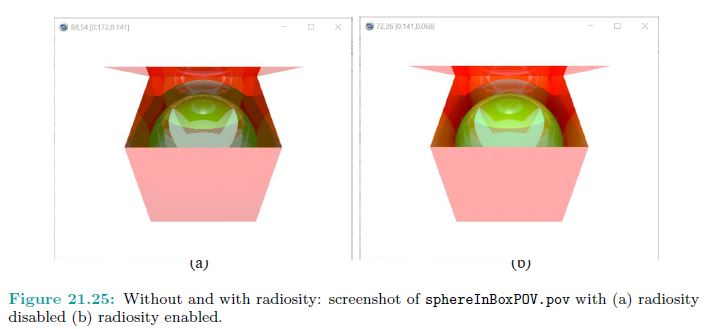 88,54 [0.172,0.141]
72,26 [0.141,0.068]
(a)
(b)
Figure 21.25: Without and with radiosity: screenshot of sphereInBoxPOV.pov with (a) radiosity
disabled (b) radiosity enabled.